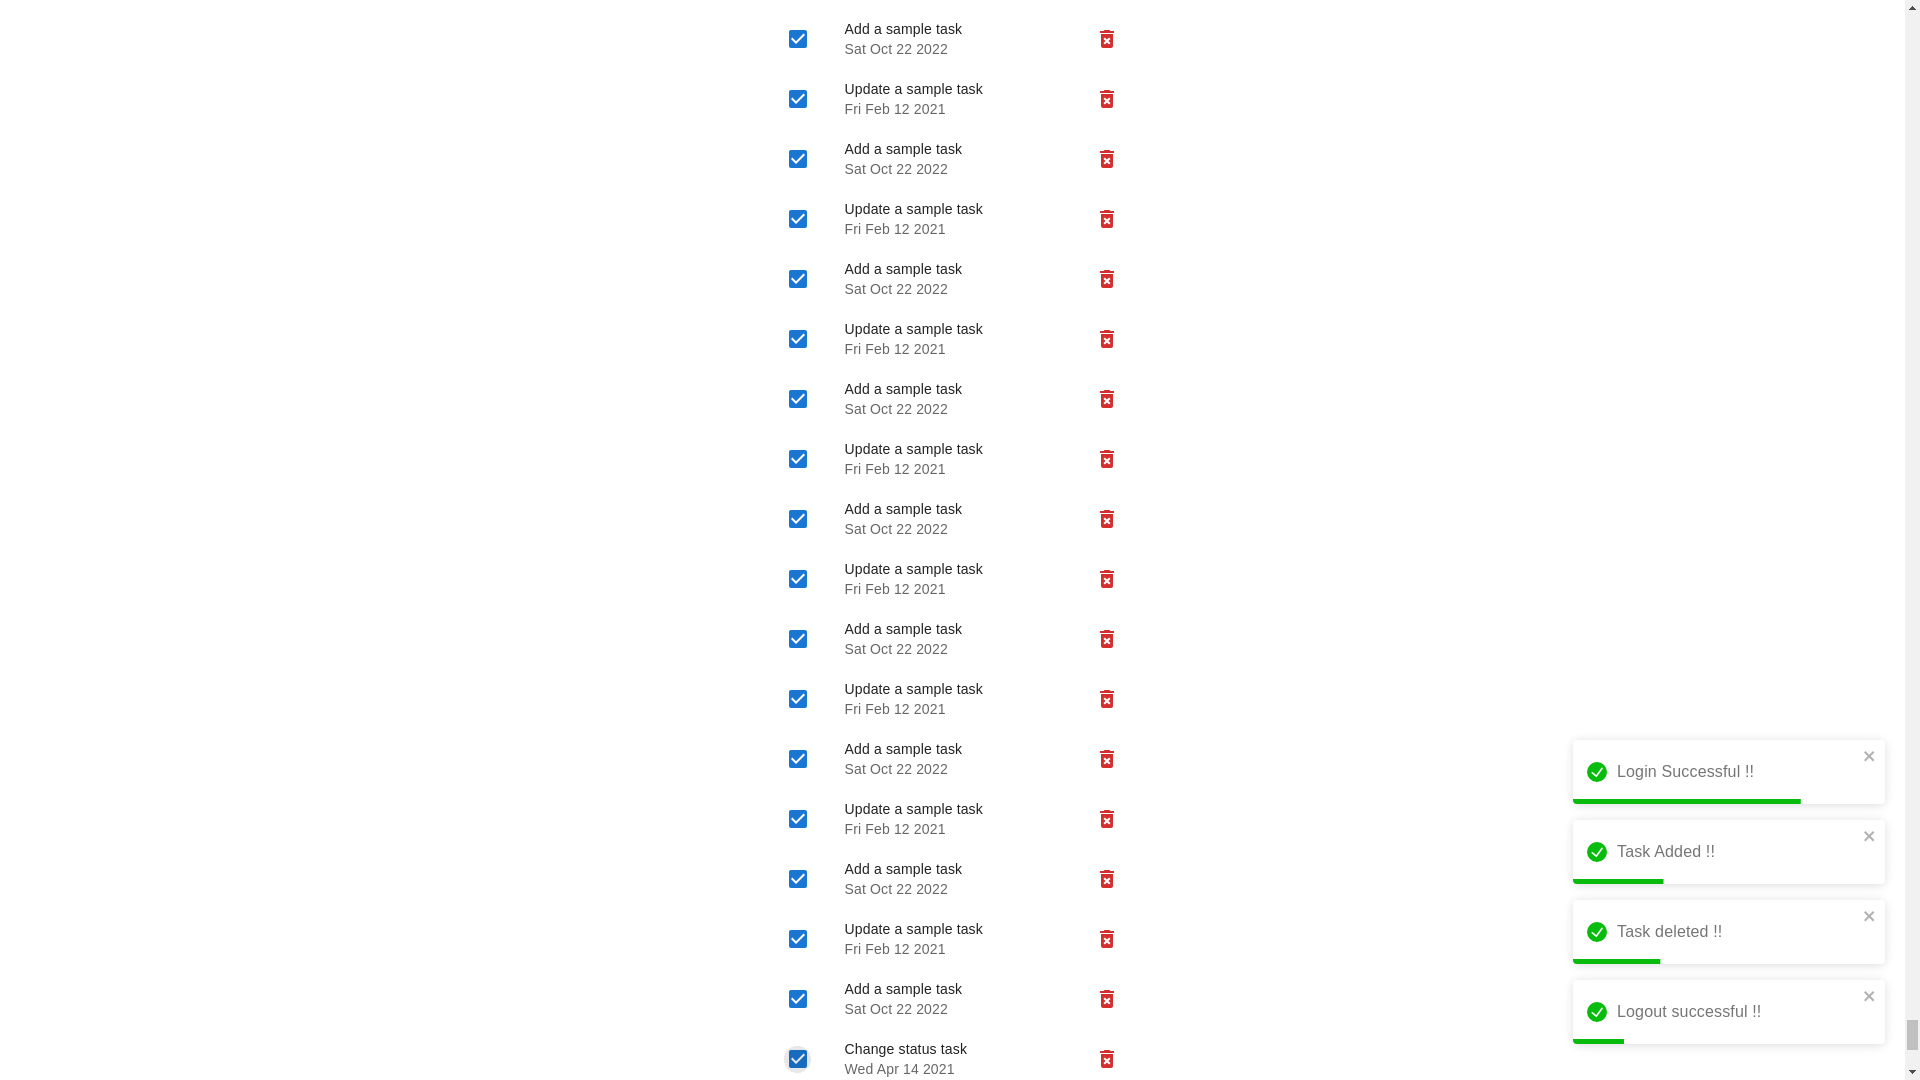 Add a sample task
Sat Oct 22 2022
Update a sample task
Fri Feb 12 2021
Add a sample task
Sat Oct 22 2022
Update a sample task
Fri Feb 12 2021
Add a sample task
Sat Oct 22 2022
Update a sample task
Fri Feb 12 2021
Add a sample task
Sat Oct 22 2022
Update a sample task
Fri Feb 12 2021
Add a sample task
Sat Oct 22 2022
Update a sample task
Fri Feb 12 2021
Add a sample task
Sat Oct 22 2022
Update a sample task
Fri Feb 12 2021
Add a sample task
Sat Oct 22 2022
Update a sample task
Fri Feb 12 2021
Add a sample task
Sat Oct 22 2022
Update a sample task
Fri Feb 12 2021
Add a sample task
Sat Oct 22 2022
Change status task
Wed Apr 14 2021
Login Successful !!
Task Added !!
Task deleted !!
Logout successful !!